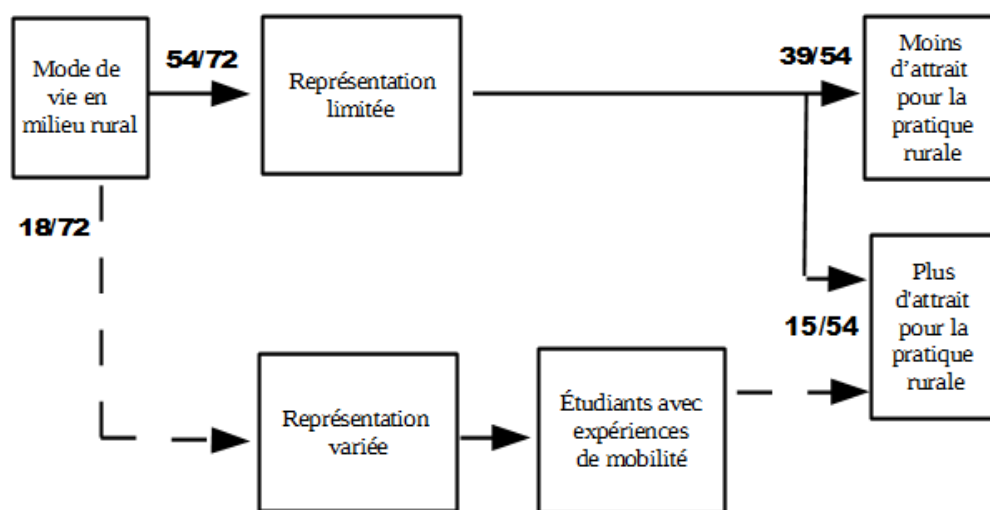 Mode de
vie en
milieu rural
54/72
Représentation
limitée
39/54
Moins
d’attrait
pour la
pratique
rurale
18/72
Représentation
variée
Étudiants avec
expériences
de mobilité
15/54
Plus
d'attrait
pour la
pratique
rurale